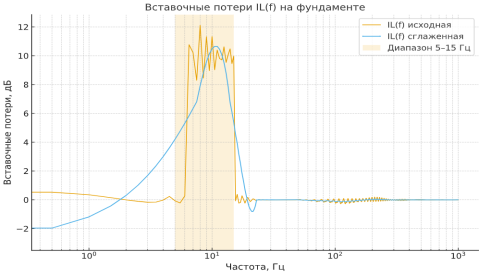 Вставочные потери IL(f) на фундаменте
IL(f) исходная
IL(f) сглаженная
Диапазон 5–15 Гц
Вставочные потери, дБ
12
10
8
6
4
2
0
−2
10⁰
10¹
10²
10³
Частота, Гц